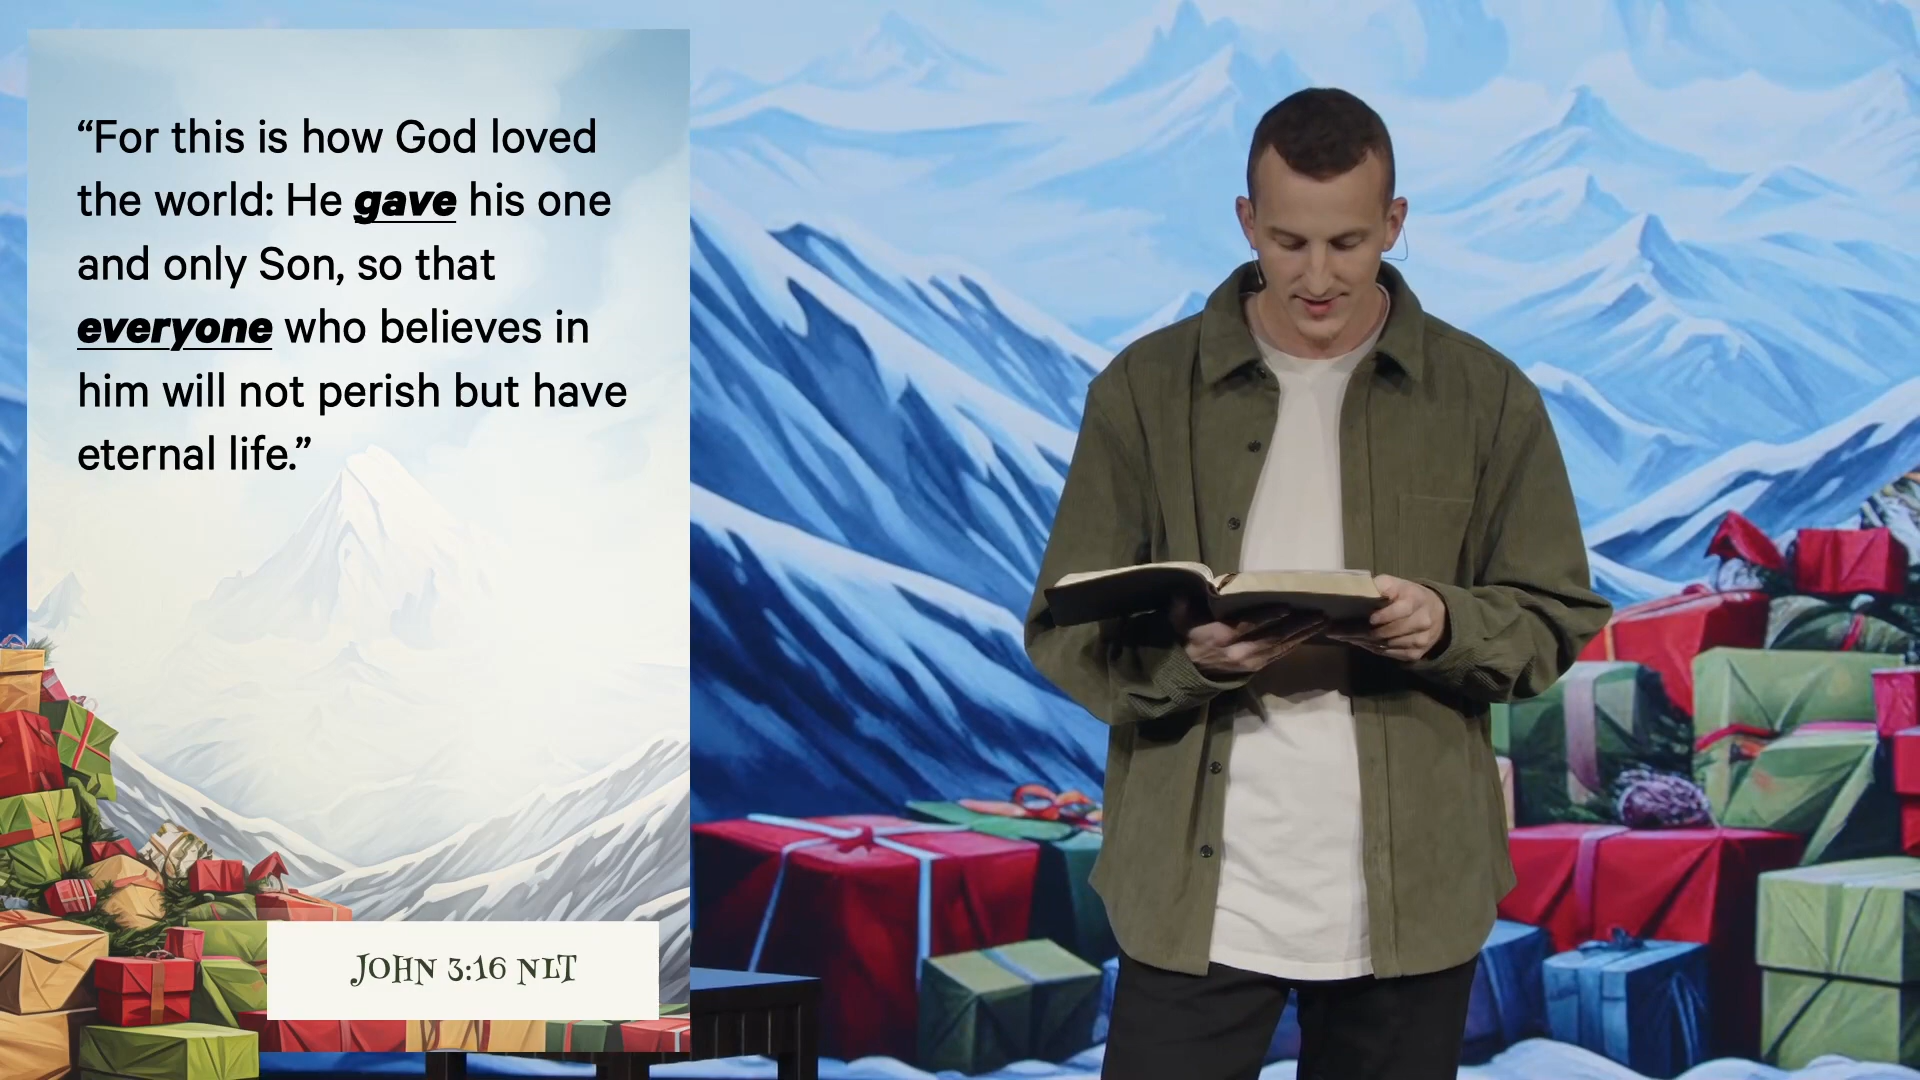 “For this is how God loved
the world: He gave his one
and only Son, so that
everyone who believes in
him will not perish but have
eternal life.”
JOHN 3:16 NLT